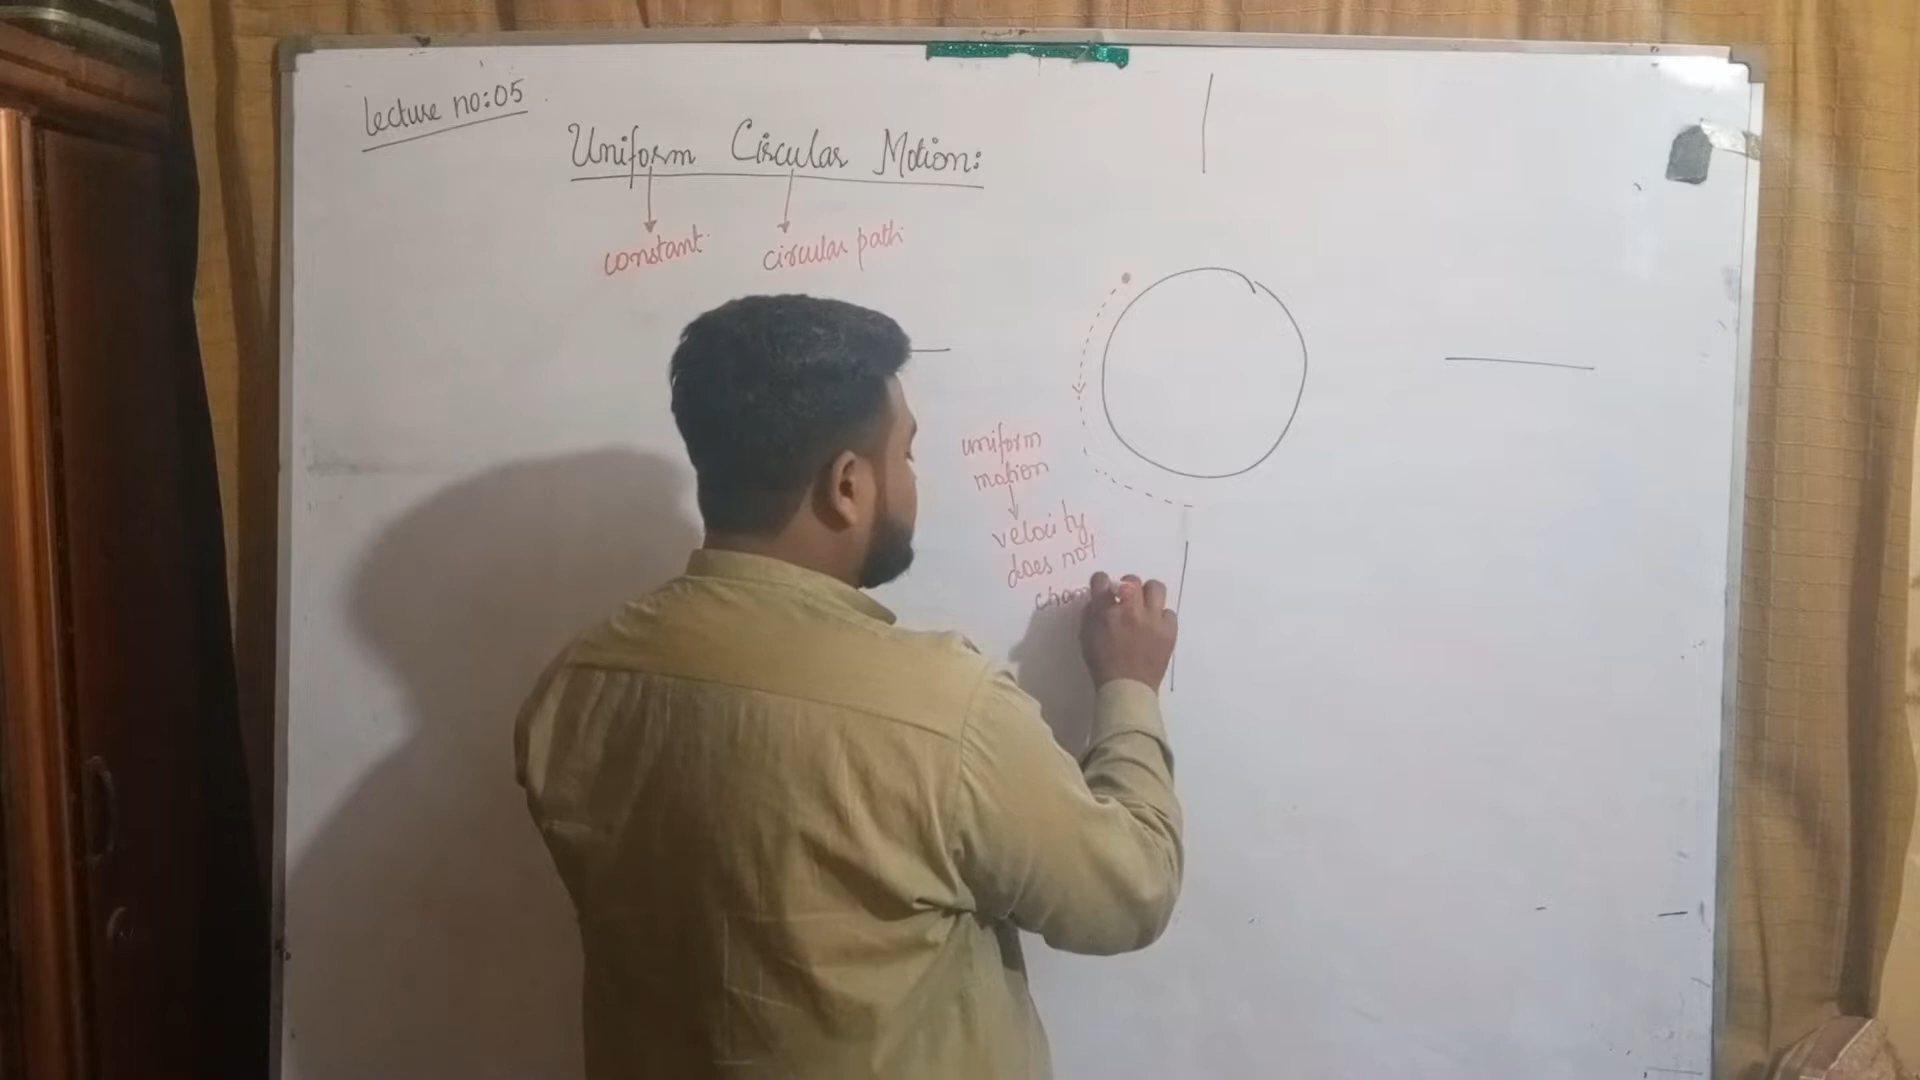 Lecture no:05
Uniform Circular Motion:
constant
circular path
uniform
motion
velocity
does not